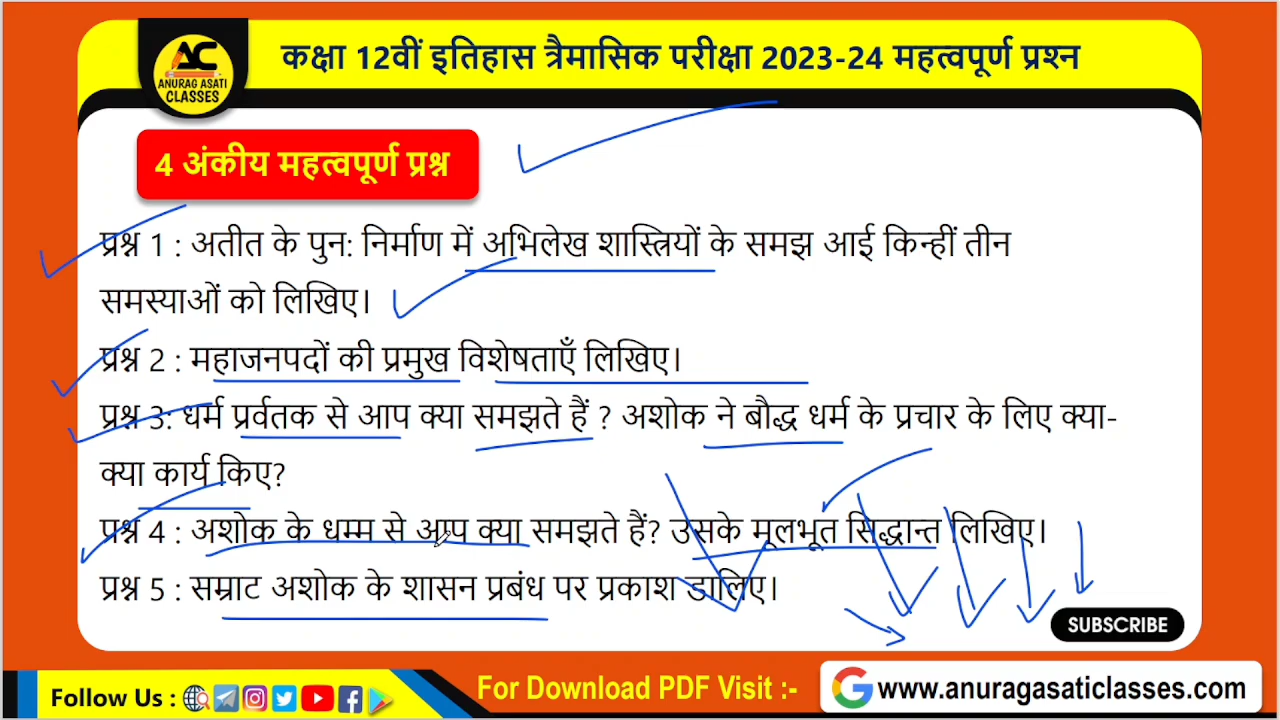 कक्षा 12वीं इतिहास त्रैमासिक परीक्षा 2023-24 महत्वपूर्ण प्रश्न
AC
ANURAG ASATI
CLASSES
4 अंकीय महत्वपूर्ण प्रश्न
प्रश्न 1 : अतीत के पुन: निर्माण में अभिलेख शास्त्रियों के समझ आई किन्हीं तीन
समस्याओं को लिखिए।
प्रश्न 2 : महाजनपदों की प्रमुख विशेषताएँ लिखिए।
प्रश्न 3: धर्म प्रर्वतक से आप क्या समझते हैं ? अशोक ने बौद्ध धर्म के प्रचार के लिए क्या-
क्या कार्य किए?
प्रश्न 4 : अशोक के धम्म से आप क्या समझते हैं? उसके मूलभूत सिद्धान्त लिखिए।
प्रश्न 5 : सम्राट अशोक के शासन प्रबंध पर प्रकाश डालिए।
SUBSCRIBE
Follow Us :
For Download PDF Visit :-
www.anuragasaticlasses.com